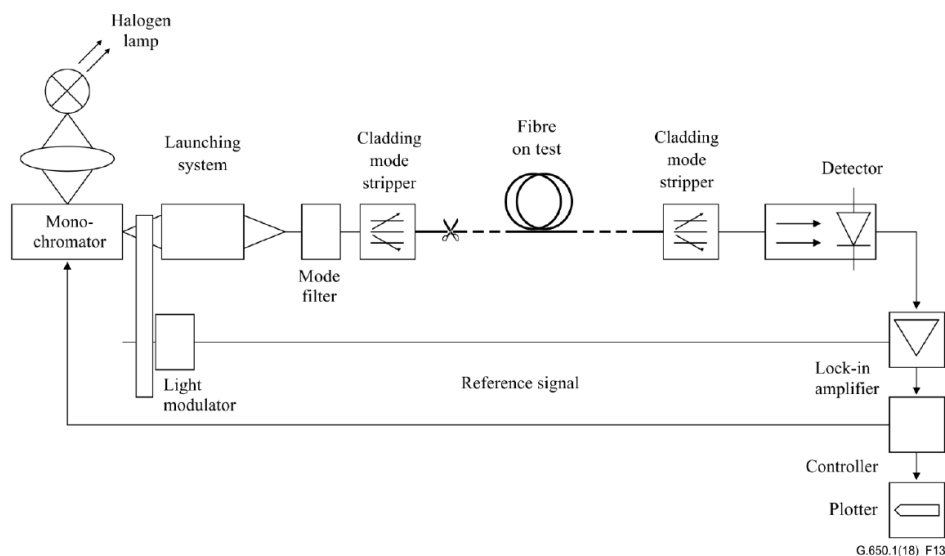 Halogen
lamp
Launching
system
Cladding
mode
stripper
Fibre
on test
Cladding
mode
stripper
Detector
Mono-
chromator
Mode
filter
Light
modulator
Reference signal
Lock-in
amplifier
Controller
Plotter
G.650.1(18)_F13